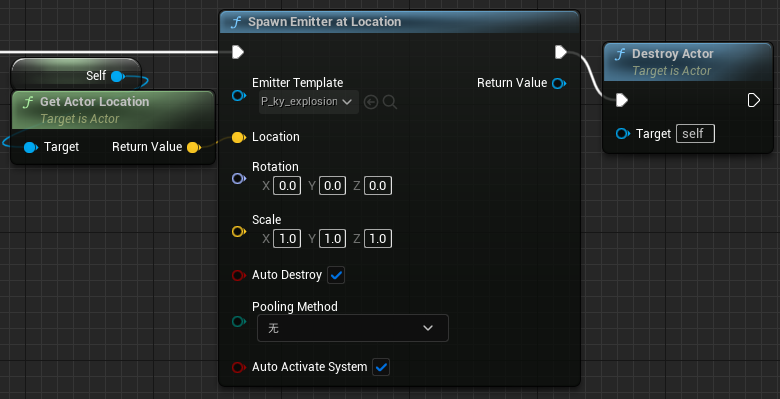 Self
Get Actor Location
Target is Actor
Target
Return Value
Spawn Emitter at Location
Emitter Template
P_ky_explosion
Return Value
Location
Rotation
X 0.0 Y 0.0 Z 0.0
Scale
X 1.0 Y 1.0 Z 1.0
Auto Destroy
Pooling Method
无
Auto Activate System
Destroy Actor
Target is Actor
Target self